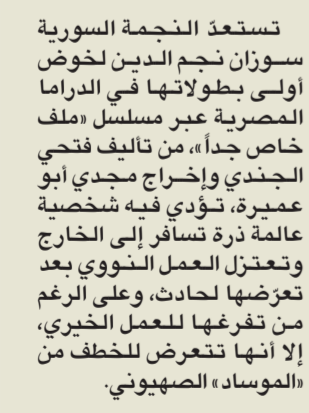 تستعدّ النجمة السورية
سوزان نجم الدين لخوض
أولى بطولاتها في الدراما
المصرية عبر مسلسل «ملف
خاص جداً»، من تأليف فتحي
الجندي وإخراج مجدي أبو
عميرة، تؤدي فيه شخصية
عالمة ذرة تسافر إلى الخارج
وتعتزل العمل النووي بعد
تعرّضها لحادث، وعلى الرغم
من تفرغها للعمل الخيري،
إلا أنها تتعرض للخطف من
«الموساد» الصهيوني.